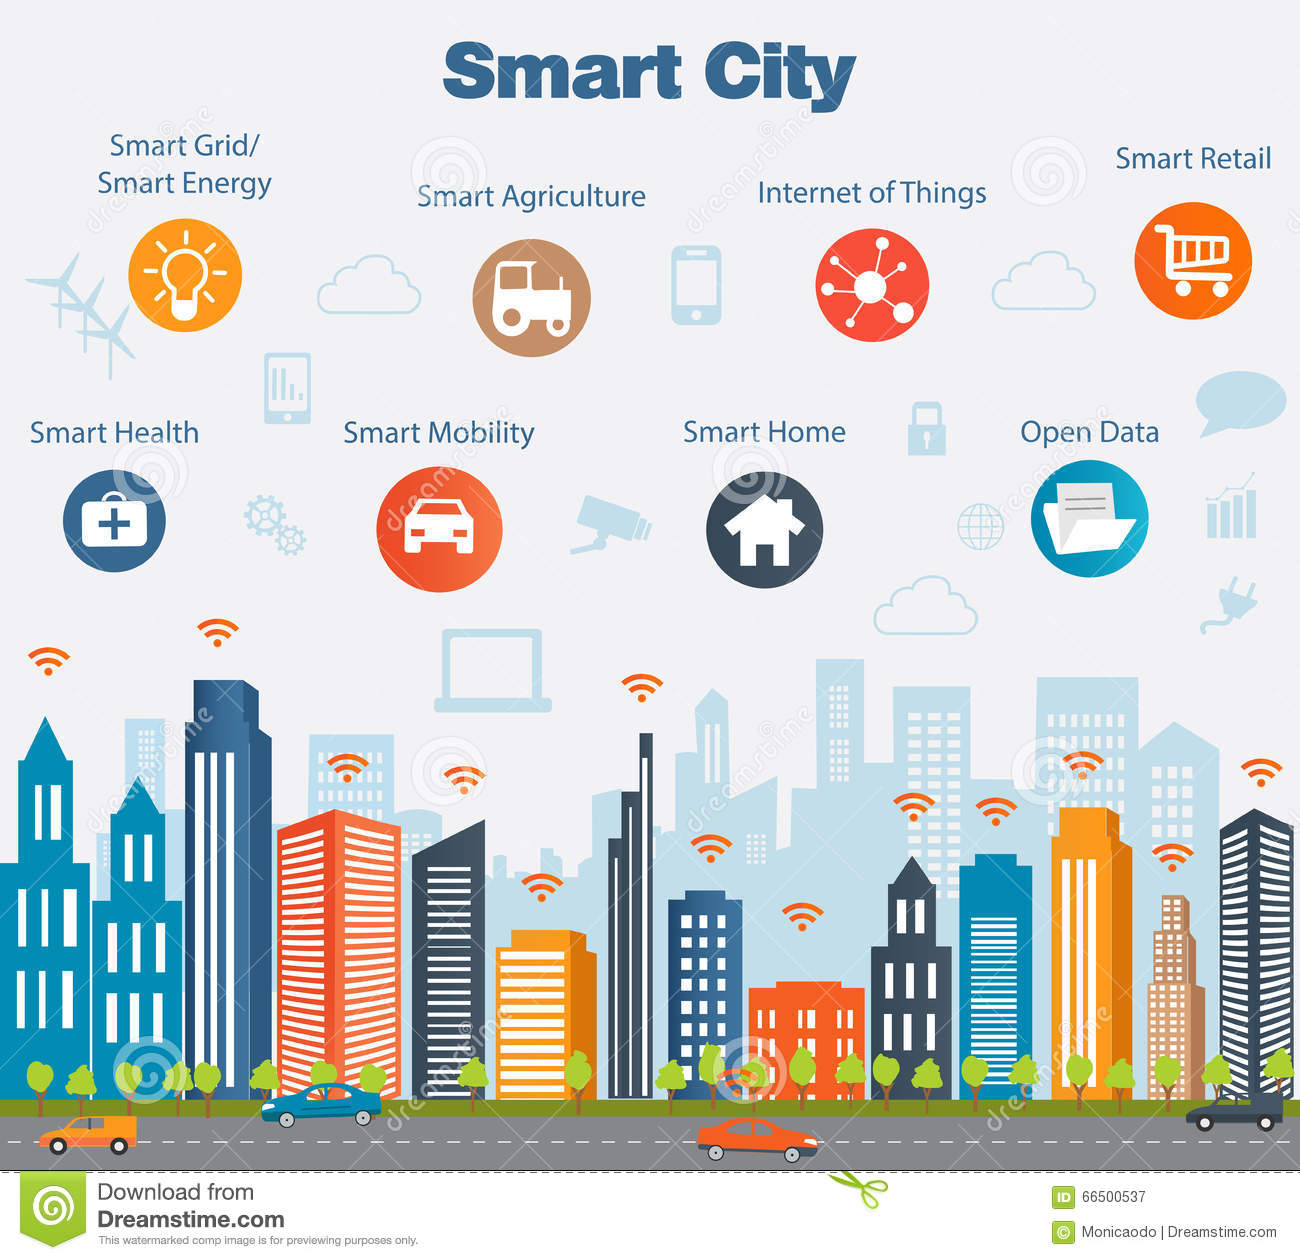 Smart City
Smart Grid/
Smart Energy
Smart Agriculture
Internet of Things
Smart Retail
Smart Health
Smart Mobility
Smart Home
Open Data
Download from
Dreamstime.com
This watermarked comp image is for previewing purposes only.
ID 66500537
© Monicaodo | Dreamstime.com